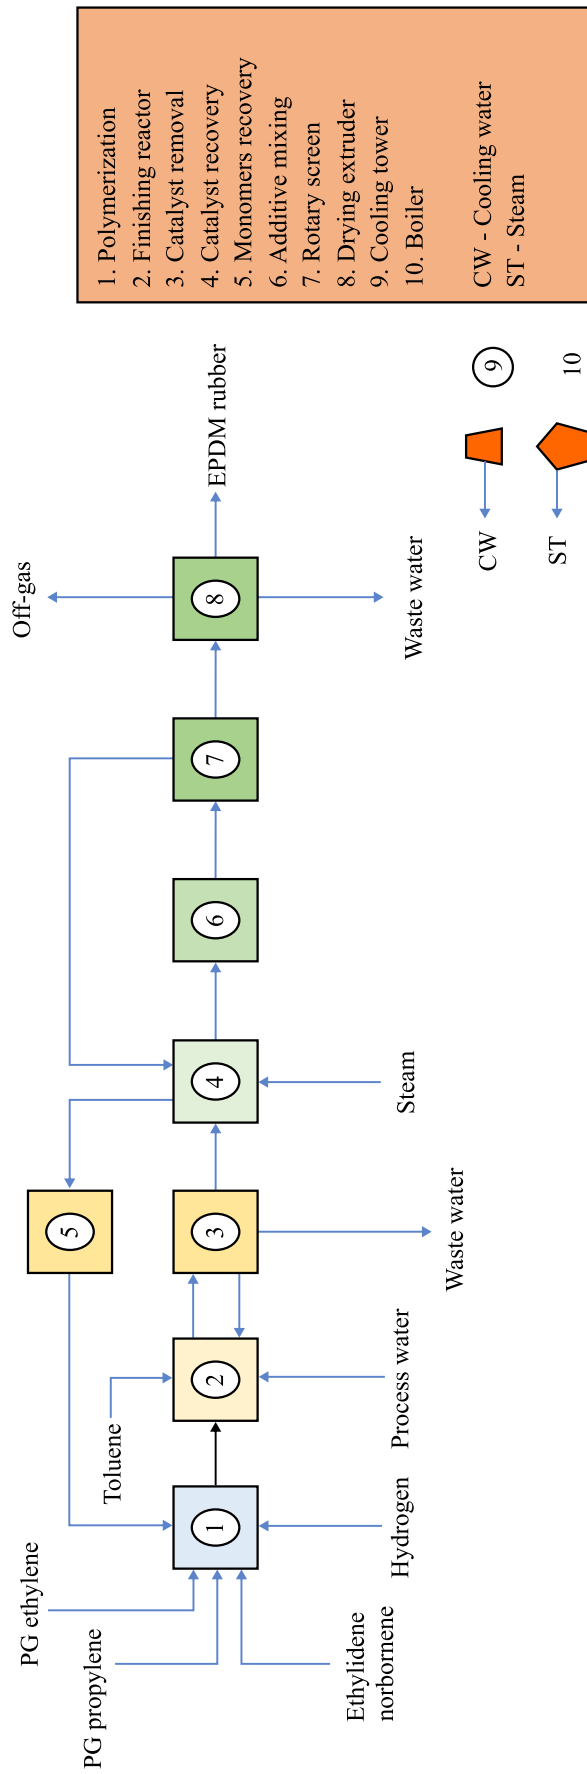 1. Polymerization
2. Finishing reactor
3. Catalyst removal
4. Catalyst recovery
5. Monomers recovery
6. Additive mixing
7. Rotary screen
8. Drying extruder
9. Cooling tower
10. Boiler
CW - Cooling water
ST - Steam
PG ethylene
PG propylene
Ethylidene
norbornene
Hydrogen
1
Toluene
2
Process water
5
3
Waste water
4
Steam
6
7
Off-gas
8
Waste water
EPDM rubber
CW
9
ST
10